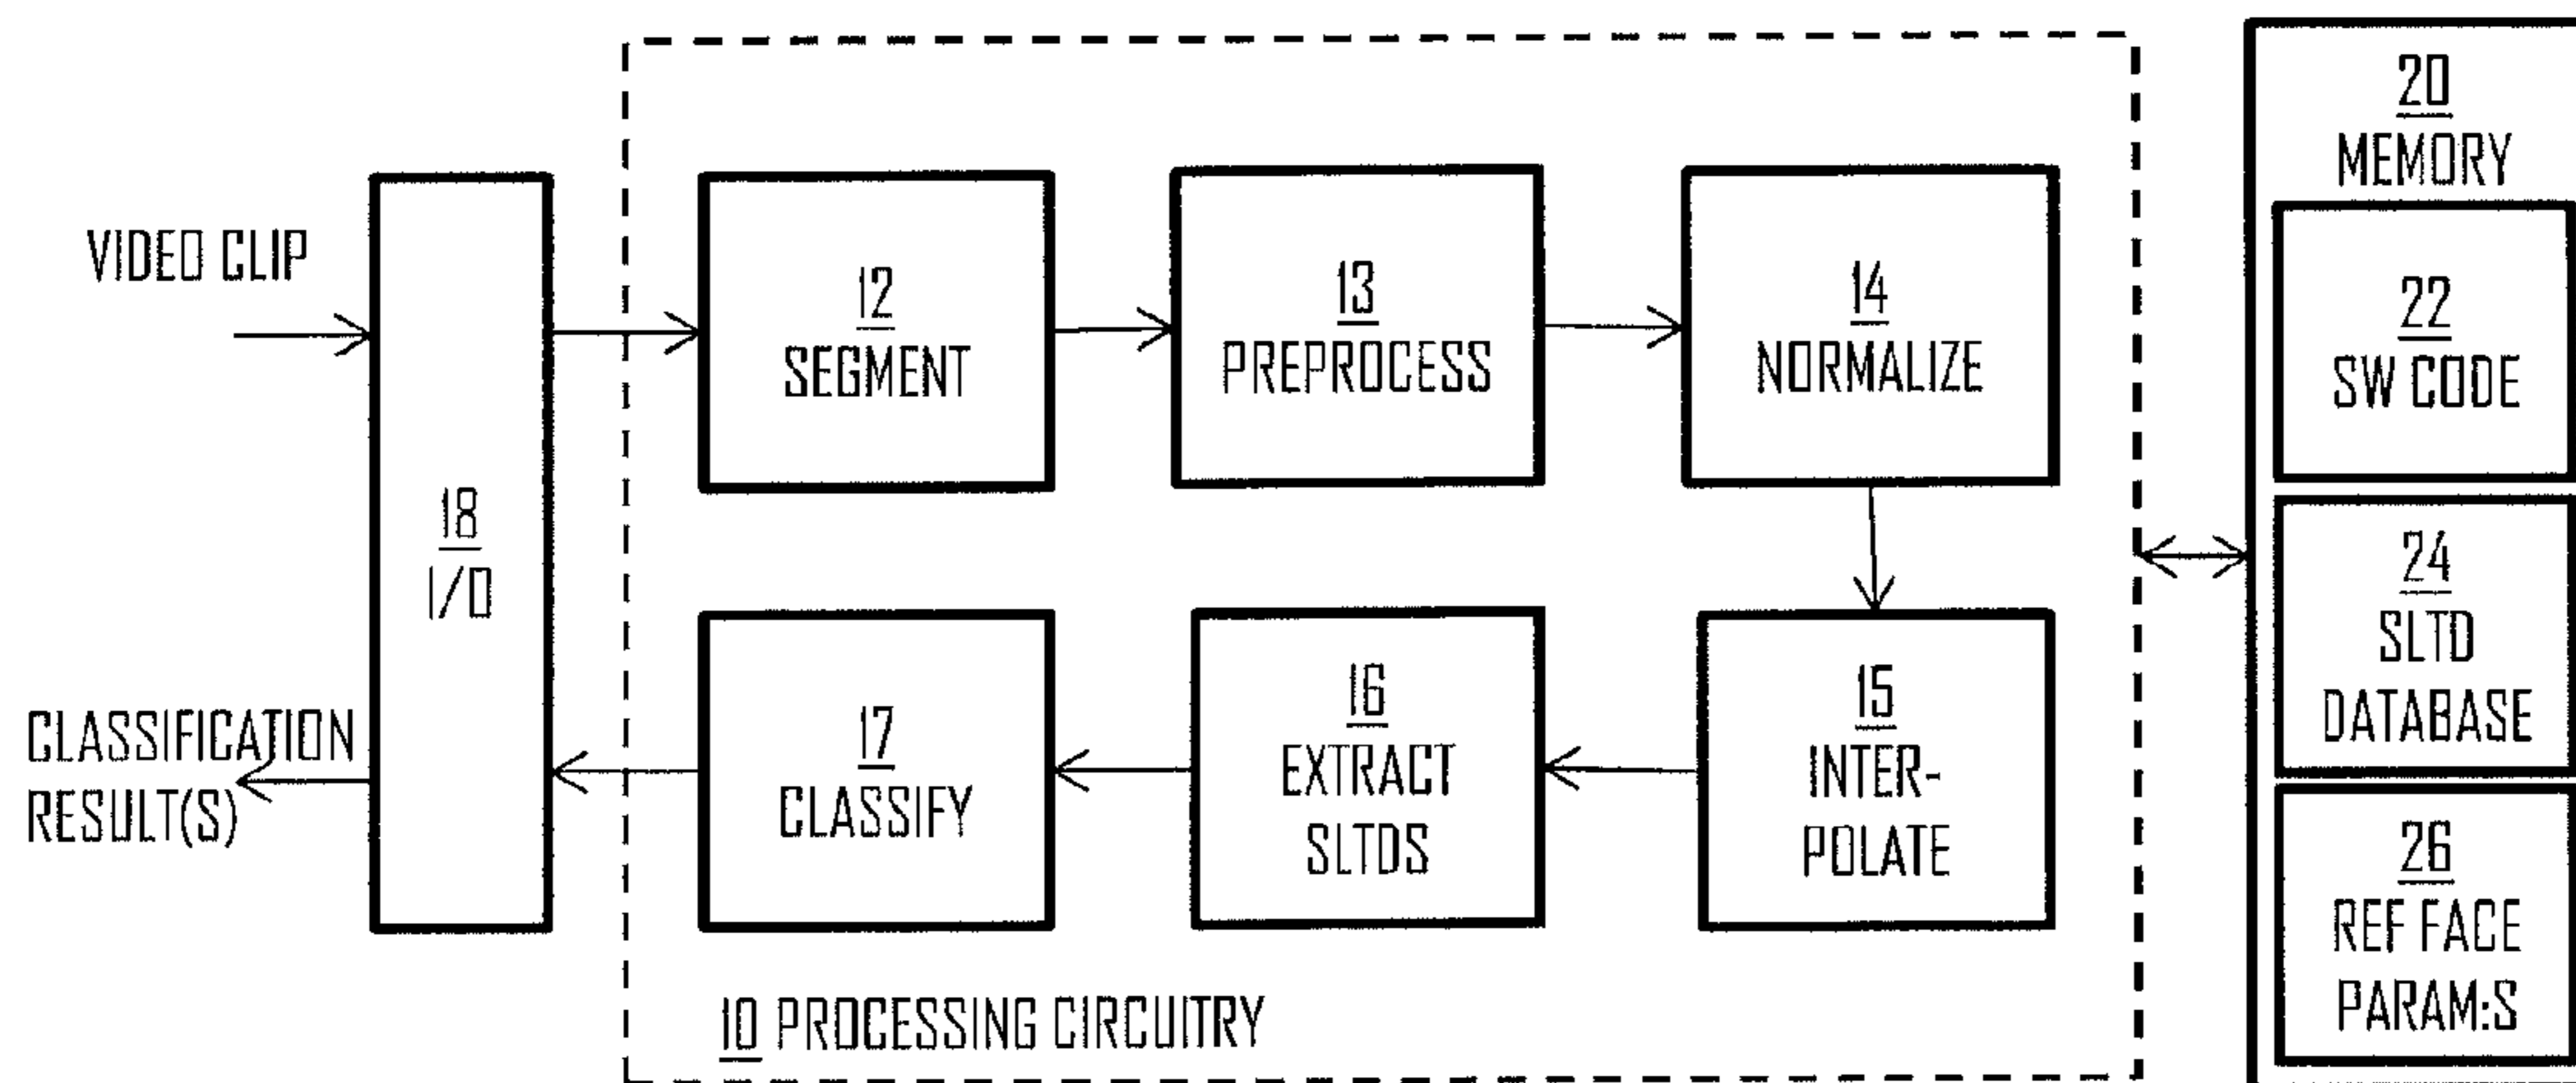 VIDEO CLIP
18
I/O
12
SEGMENT
13
PREPROCESS
14
NORMALIZE
15
INTER-
POLATE
16
EXTRACT
SLTDS
17
CLASSIFY
CLASSIFICATION
RESULT(S)
10 PROCESSING CIRCUITRY
20
MEMORY
22
SW CODE
24
SLTD
DATABASE
26
REF FACE
PARAM:S